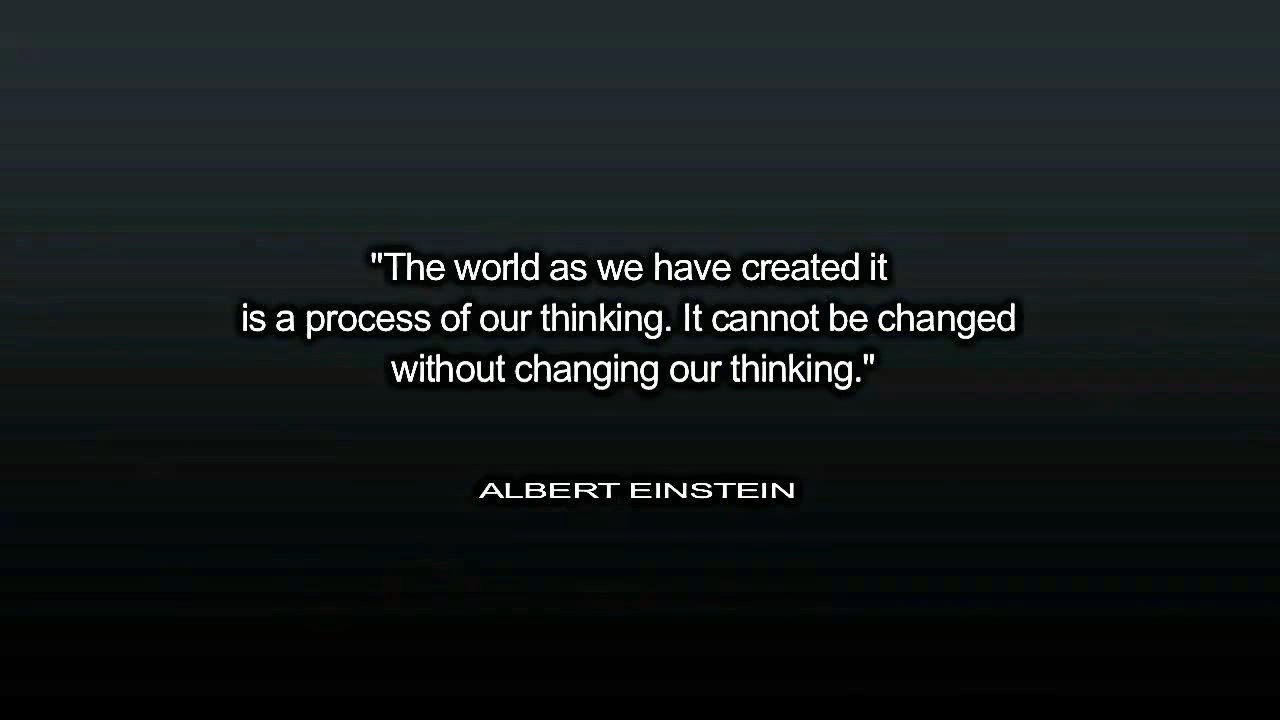 "The world as we have created it
is a process of our thinking. It cannot be changed
without changing our thinking."
ALBERT EINSTEIN